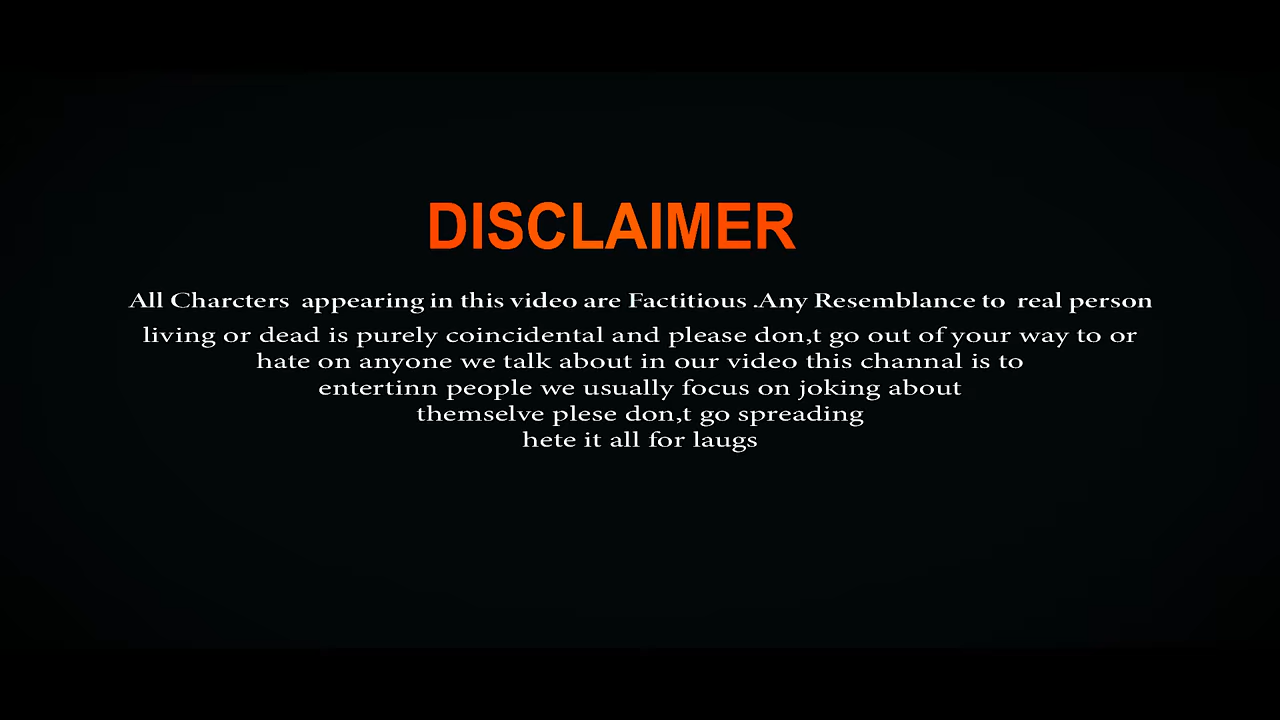 DISCLAIMER
All Charcters appearing in this video are Factitious .Any Resemblance to real person
living or dead is purely coincidental and please don,t go out of your way to or
hate on anyone we talk about in our video this channal is to
entertinn people we usually focus on joking about
themselve plese don,t go spreading
hete it all for laugs